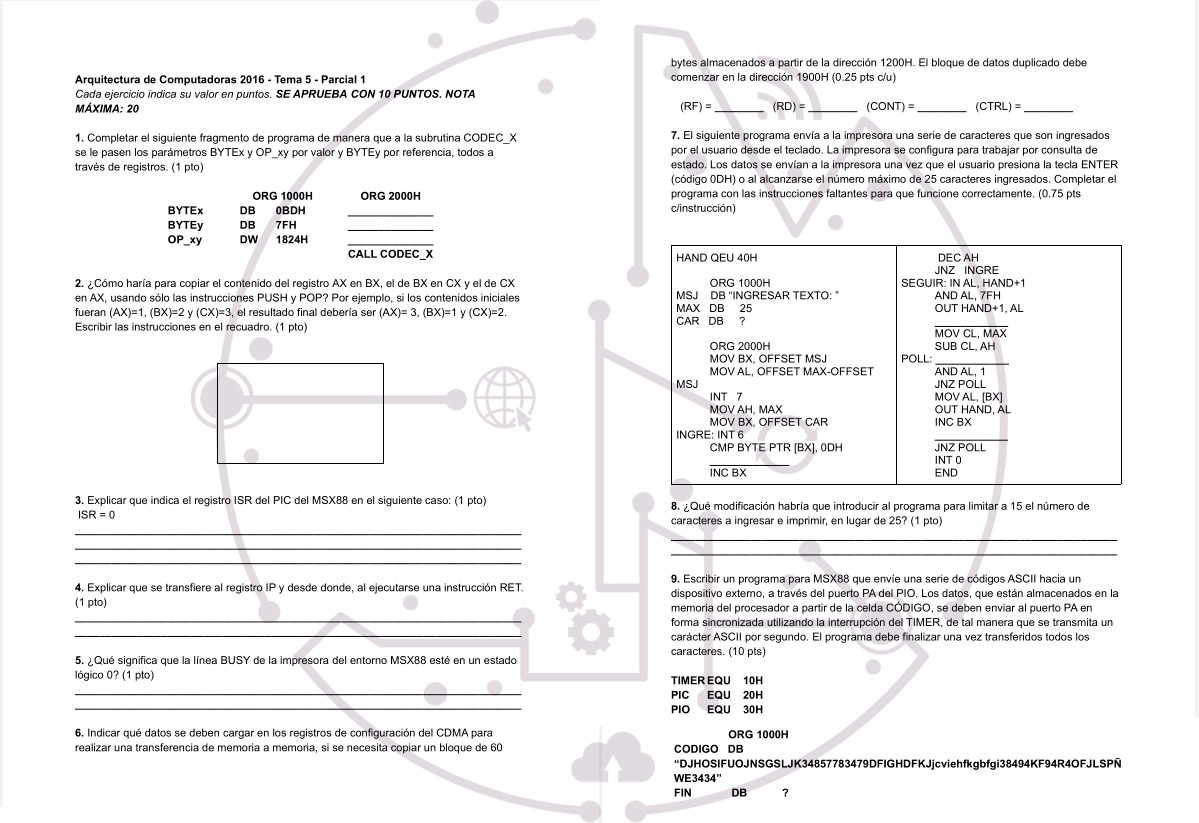 Arquitectura de Computadoras 2016 - Tema 5 - Parcial 1
Cada ejercicio indica su valor en puntos. SE APRUEBA CON 10 PUNTOS. NOTA
MÁXIMA: 20
1. Completar el siguiente fragmento de programa de manera que a la subrutina CODEC_X
se le pasen los parámetros BYTEx y OP_xy por valor y BYTEy por referencia, todos a
través de registros. (1 pto)
ORG 1000H ORG 2000H
BYTEx DB 0BDH ______________
BYTEy DB 7FH ______________
OP_xy DW 1824H ______________
CALL CODEC_X
2. ¿Cómo haría para copiar el contenido del registro AX en BX, el de BX en CX y el de CX
en AX, usando sólo las instrucciones PUSH y POP? Por ejemplo, si los contenidos iniciales
fueran (AX)=1, (BX)=2 y (CX)=3, el resultado final debería ser (AX)= 3, (BX)=1 y (CX)=2.
Escribir las instrucciones en el recuadro. (1 pto)
3. Explicar que indica el registro ISR del PIC del MSX88 en el siguiente caso: (1 pto)
ISR = 0
4. Explicar que se transfiere al registro IP y desde donde, al ejecutarse una instrucción RET.
(1 pto)
5. ¿Qué significa que la línea BUSY de la impresora del entorno MSX88 esté en un estado
lógico 0? (1 pto)
6. Indicar qué datos se deben cargar en los registros de configuración del CDMA para
realizar una transferencia de memoria a memoria, si se necesita copiar un bloque de 60
bytes almacenados a partir de la dirección 1200H. El bloque de datos duplicado debe
comenzar en la dirección 1900H (0.25 pts c/u)
(RF) = ________ (RD) = ________ (CONT) = ________ (CTRL) = ________
7. El siguiente programa envía a la impresora una serie de caracteres que son ingresados
por el usuario desde el teclado. La impresora se configura para trabajar por consulta de
estado. Los datos se envían a la impresora una vez que el usuario presiona la tecla ENTER
(código 0DH) o al alcanzarse el número máximo de 25 caracteres ingresados. Completar el
programa con las instrucciones faltantes para que funcione correctamente. (0.75 pts
c/instrucción)
HAND QEU 40H
ORG 1000H
MSJ DB “INGRESAR TEXTO: ”
MAX DB 25
CAR DB ?
ORG 2000H
MOV BX, OFFSET MSJ
MOV AL, OFFSET MAX-OFFSET
MSJ
INT 7
MOV AH, MAX
MOV BX, OFFSET CAR
INGRE: INT 6
CMP BYTE PTR [BX], 0DH
_____________
INC BX
DEC AH
JNZ INGRE
SEGUIR: IN AL, HAND+1
AND AL, 7FH
OUT HAND+1, AL
____________
MOV CL, MAX
SUB CL, AH
POLL: ____________
AND AL, 1
JNZ POLL
MOV AL, [BX]
OUT HAND, AL
INC BX
____________
JNZ POLL
INT 0
END
8. ¿Qué modificación habría que introducir al programa para limitar a 15 el número de
caracteres a ingresar e imprimir, en lugar de 25? (1 pto)
9. Escribir un programa para MSX88 que envíe una serie de códigos ASCII hacia un
dispositivo externo, a través del puerto PA del PIO. Los datos, que están almacenados en la
memoria del procesador a partir de la celda CÓDIGO, se deben enviar al puerto PA en
forma sincronizada utilizando la interrupción del TIMER, de tal manera que se transmita un
carácter ASCII por segundo. El programa debe finalizar una vez transferidos todos los
caracteres. (10 pts)
TIMER EQU 10H
PIC EQU 20H
PIO EQU 30H
ORG 1000H
CODIGO DB
“DJHOSIFUOJNSGSLJK34857783479DFIGHDFKJjcviehfkgbfgi38494KF94R4OFJLSPÑ
WE3434”
FIN DB ?